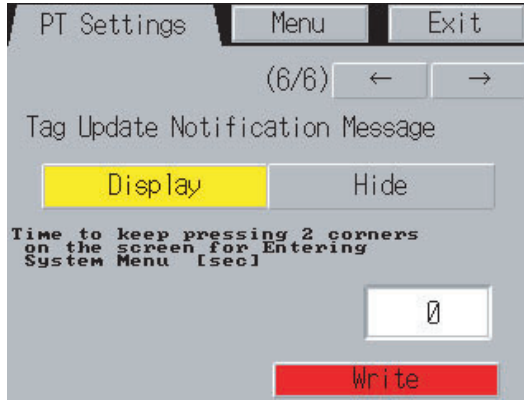 PT Settings Menu Exit
(6/6) ← →
Tag Update Notification Message
Display Hide
Time to keep pressing 2 corners
on the screen for Entering
System Menu [sec]
0
Write